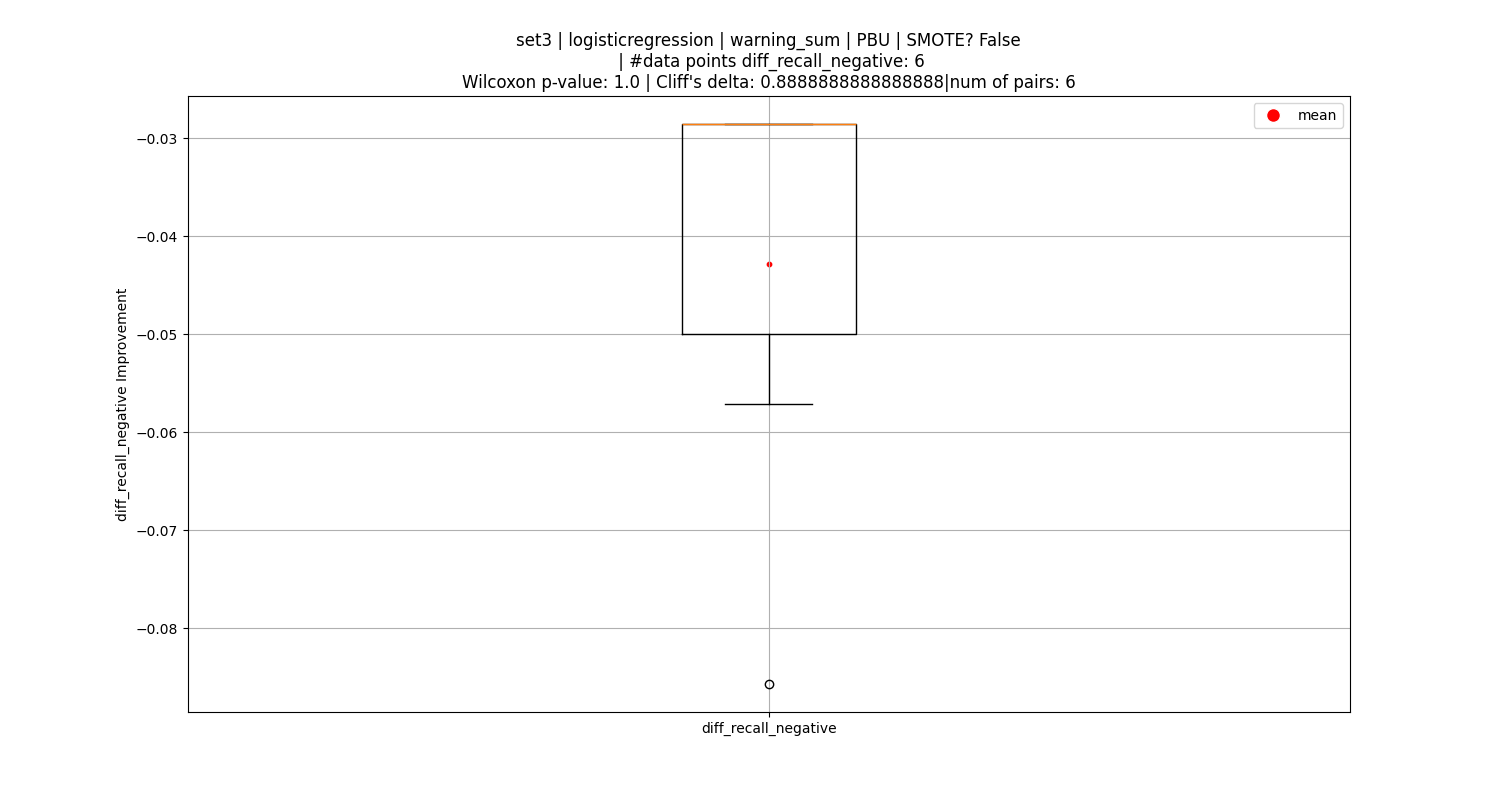 set3 | logisticregression | warning_sum | PBU | SMOTE? False
| #data points diff_recall_negative: 6
Wilcoxon p-value: 1.0 | Cliff's delta: 0.8888888888888888|num of pairs: 6
mean
−0.03
−0.04
−0.05
−0.06
−0.07
−0.08
diff_recall_negative Improvement
diff_recall_negative